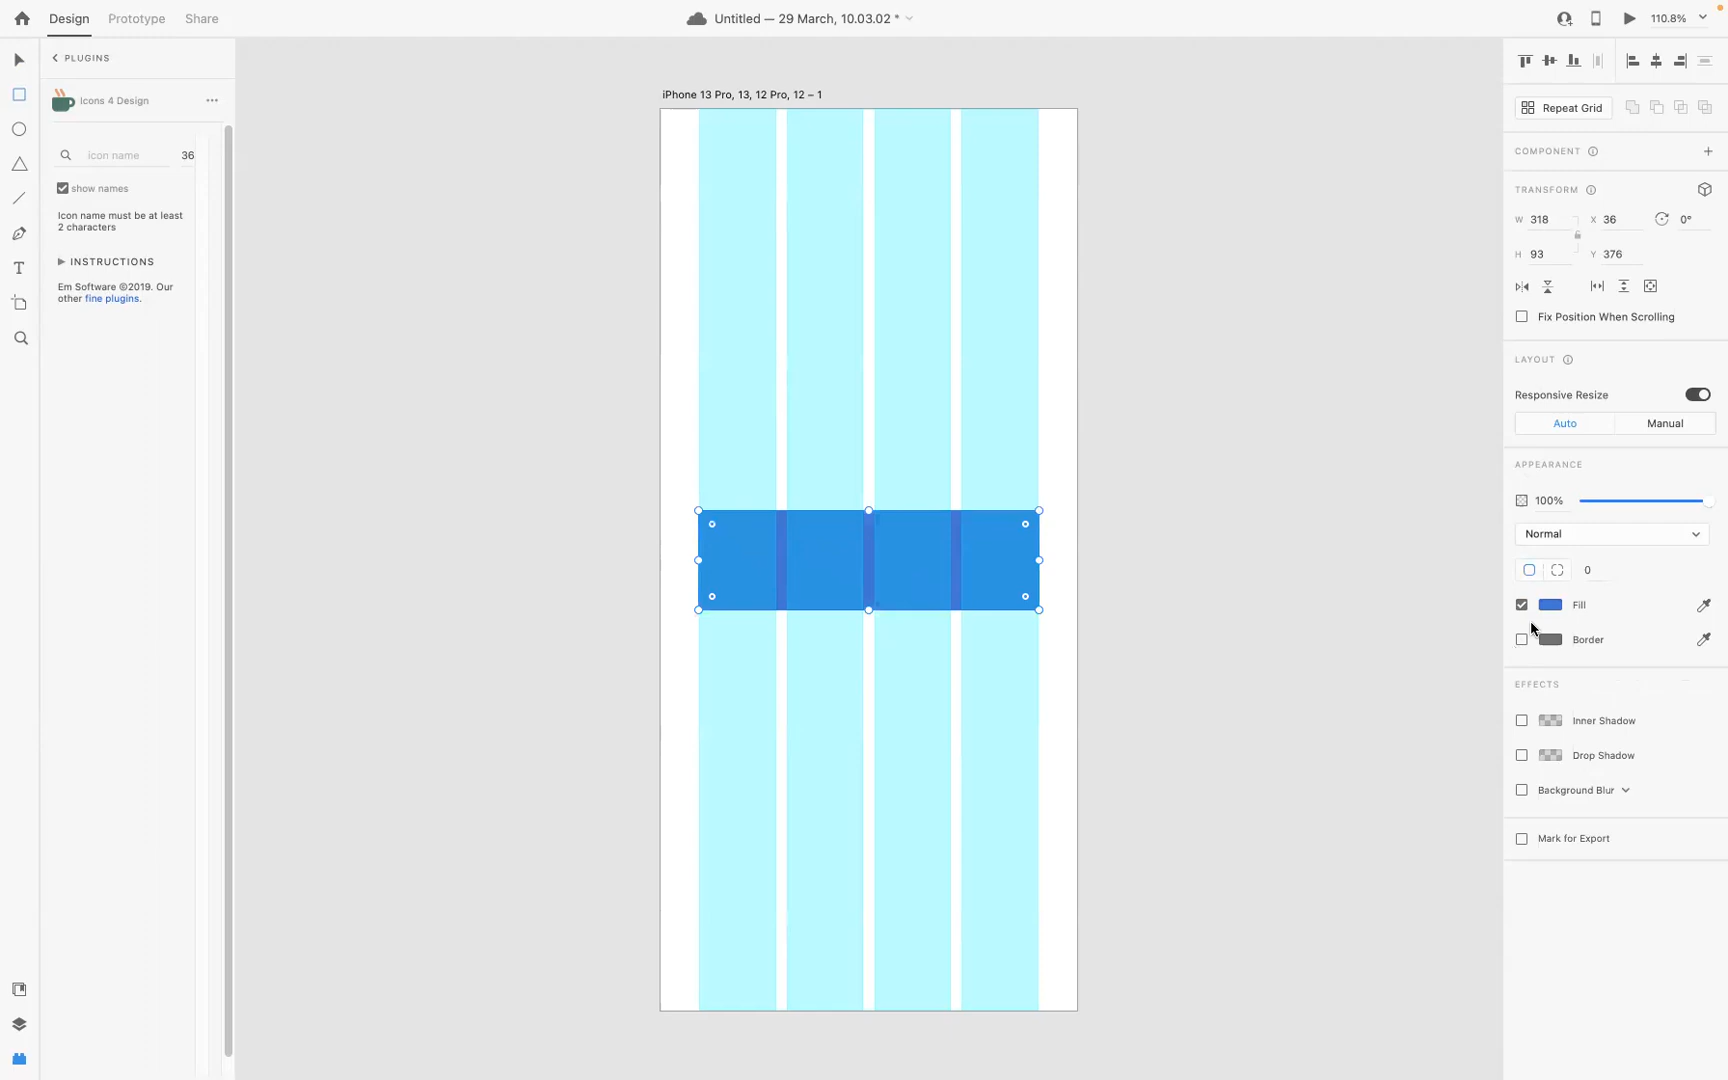 Design
Prototype
Share
Untitled — 29 March, 10.03.02 *
110.8%
PLUGINS
Icons 4 Design
icon name
36
show names
Icon name must be at least
2 characters
INSTRUCTIONS
Em Software ©2019. Our
other fine plugins.
iPhone 13 Pro, 13, 12 Pro, 12 – 1
Repeat Grid
COMPONENT
TRANSFORM
W 318 X 36 0°
H 93 Y 376
Fix Position When Scrolling
LAYOUT
Responsive Resize
Auto Manual
APPEARANCE
100%
Normal
0
Fill
Border
EFFECTS
Inner Shadow
Drop Shadow
Background Blur
Mark for Export